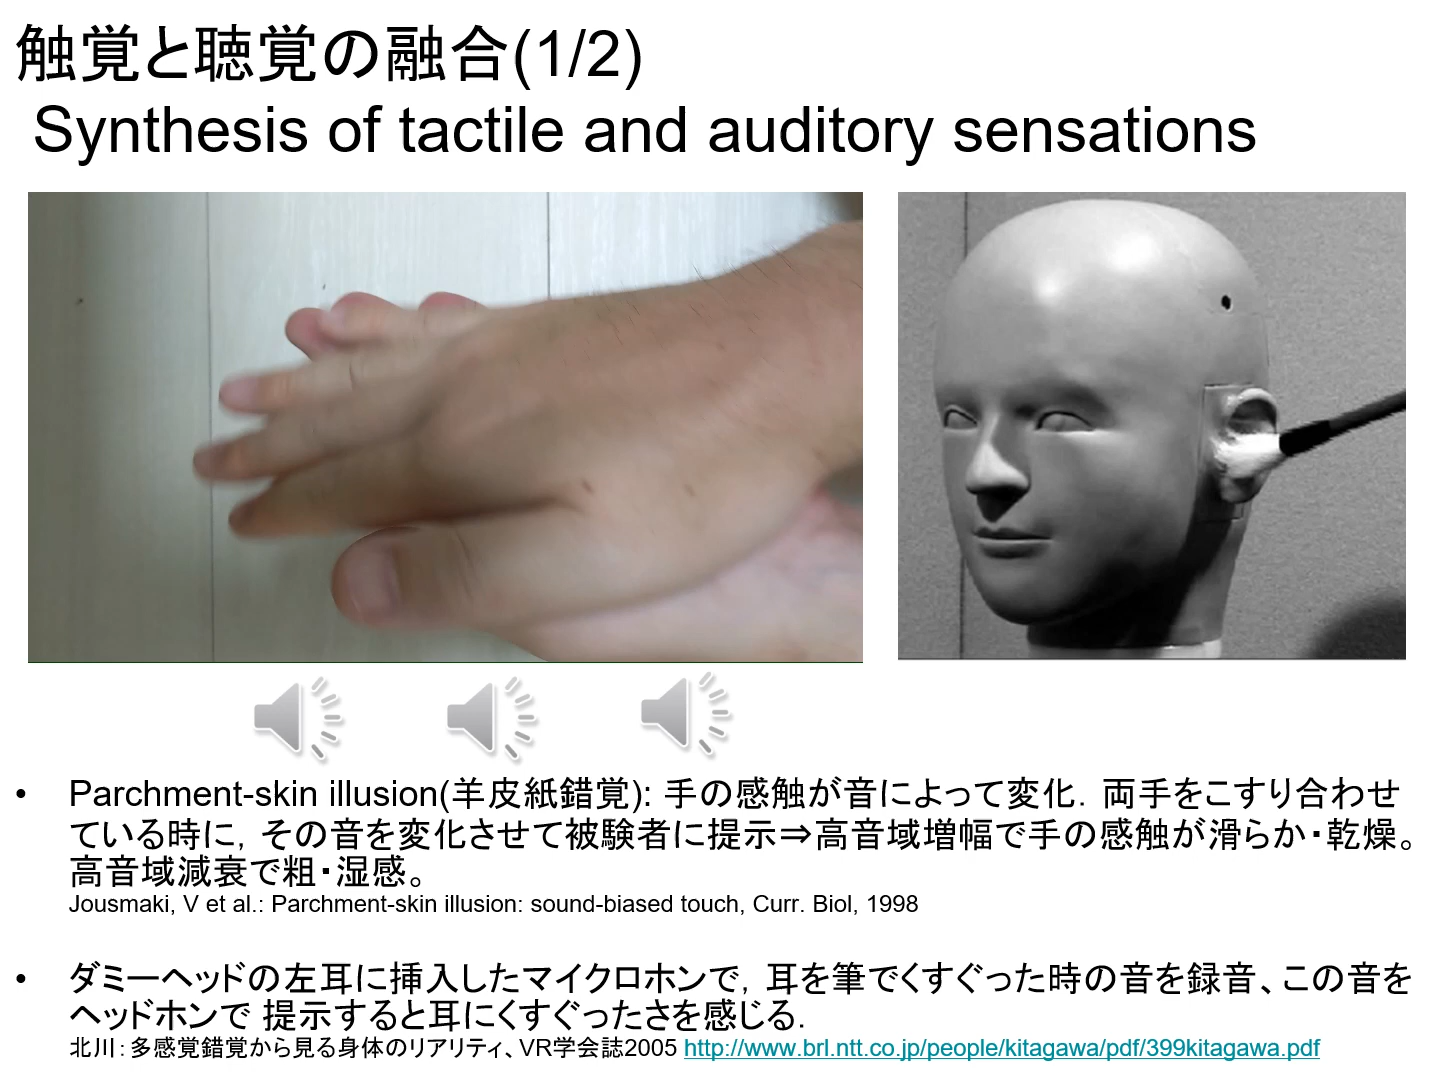 触覚と聴覚の融合(1/2)
Synthesis of tactile and auditory sensations
• Parchment-skin illusion(羊皮紙錯覚): 手の感触が音によって変化. 両手をこすり合わせ
ている時に, その音を変化させて被験者に提示⇒高音域増幅で手の感触が滑らか・乾燥。
高音域減衰で粗・湿感。
Jousmaki, V et al.: Parchment-skin illusion: sound-biased touch, Curr. Biol, 1998
• ダミーヘッドの左耳に挿入したマイクロホンで, 耳を筆でくすぐった時の音を録音、この音を
ヘッドホンで 提示すると耳にくすぐったさを感じる.
北川：多感覚錯覚から見る身体のリアリティ、VR学会誌2005 http://www.brl.ntt.co.jp/people/kitagawa/pdf/399kitagawa.pdf